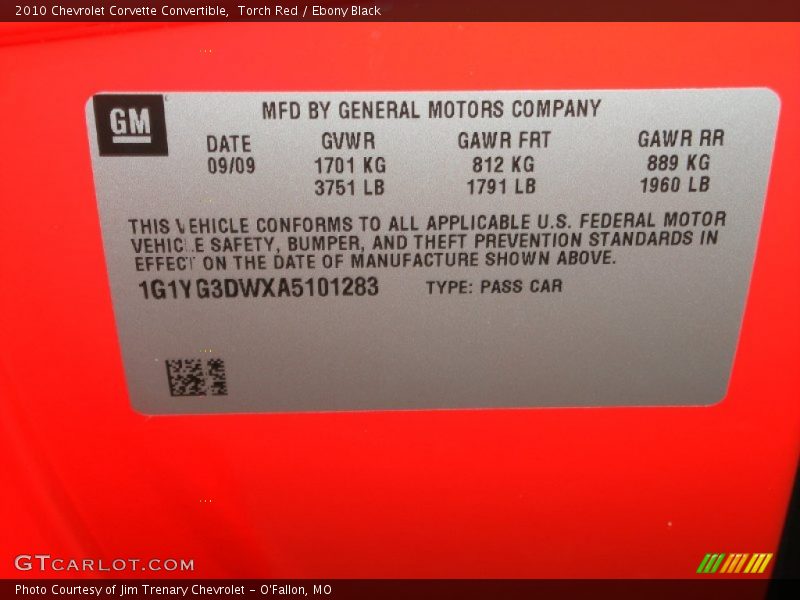 2010 Chevrolet Corvette Convertible,  Torch Red / Ebony Black
GM
MFD BY GENERAL MOTORS COMPANY
DATE GVWR GAWR FRT GAWR RR
09/09 1701 KG 812 KG 889 KG
3751 LB 1791 LB 1960 LB
THIS VEHICLE CONFORMS TO ALL APPLICABLE U.S. FEDERAL MOTOR
VEHICLE SAFETY, BUMPER, AND THEFT PREVENTION STANDARDS IN
EFFECT ON THE DATE OF MANUFACTURE SHOWN ABOVE.
1G1YG3DWXA5101283 TYPE: PASS CAR
GTCARLOT.COM
Photo Courtesy of Jim Trenary Chevrolet - O'Fallon, MO